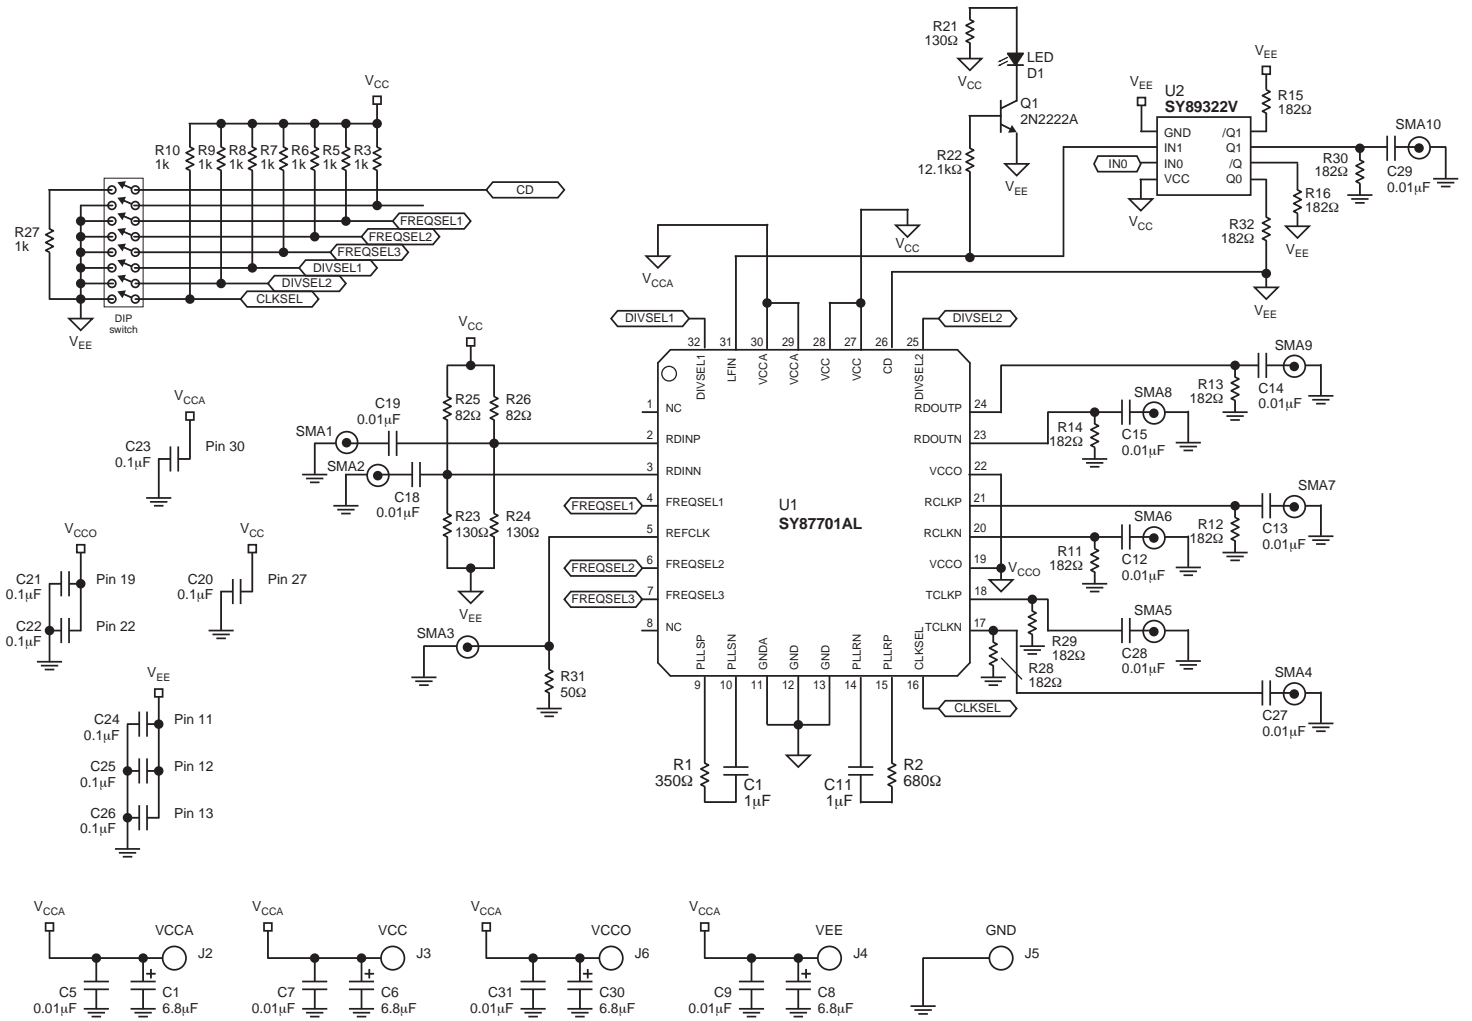 R21
130Ω
VCC
LED
D1
Q1
2N2222A
R22
12.1kΩ
VEE
VEE
U2
SY89322V
GND
IN1
IN0
VCC
/Q1
Q1
/Q
Q0
IN0
VCC
VEE
R15
182Ω
SMA10
R30
182Ω
C29
0.01µF
R16
182Ω
VEE
R32
182Ω
VEE
VCC
R10
1k
R9
1k
R8
1k
R7
1k
R6
1k
R5
1k
R3
1k
CD
FREQSEL1
FREQSEL2
FREQSEL3
DIVSEL1
DIVSEL2
CLKSEL
R27
1k
VEE
DIP
switch
VCCA
VCC
DIVSEL1
DIVSEL2
32
31
30
29
28
27
26
25
DIVSEL1
LFIN
VCCA
VCCA
VCC
VCC
CD
DIVSEL2
1
NC
2
RDINP
3
RDINN
4
FREQSEL1
5
REFCLK
6
FREQSEL2
7
FREQSEL3
8
NC
U1
SY87701AL
RDOUTP
24
RDOUTN
23
VCCO
22
RCLKP
21
RCLKN
20
VCCO
19
TCLKP
18
TCLKN
17
PLLSP
PLLSN
GNDA
GND
GND
PLLRN
PLLRP
CLKSEL
9
10
11
12
13
14
15
16
CLKSEL
VCC
R25
82Ω
R26
82Ω
C19
0.01µF
SMA1
SMA2
C18
0.01µF
R23
130Ω
R24
130Ω
VEE
FREQSEL1
FREQSEL2
FREQSEL3
SMA3
R31
50Ω
R1
350Ω
C1
1µF
C11
1µF
R2
680Ω
SMA9
R13
182Ω
C14
0.01µF
SMA8
R14
182Ω
C15
0.01µF
SMA7
R12
182Ω
C13
0.01µF
SMA6
R11
182Ω
C12
0.01µF
VCCO
SMA5
R29
182Ω
C28
0.01µF
R28
182Ω
SMA4
C27
0.01µF
VCCA
C23
0.1µF
Pin 30
VCCO
C21
0.1µF
Pin 19
C22
0.1µF
Pin 22
VCC
C20
0.1µF
Pin 27
VEE
C24
0.1µF
Pin 11
C25
0.1µF
Pin 12
C26
0.1µF
Pin 13
VCCA
VCCA
J2
C5
0.01µF
+
C1
6.8µF
VCCA
VCC
J3
C7
0.01µF
+
C6
6.8µF
VCCA
VCCO
J6
C31
0.01µF
+
C30
6.8µF
VCCA
VEE
J4
C9
0.01µF
+
C8
6.8µF
GND
J5